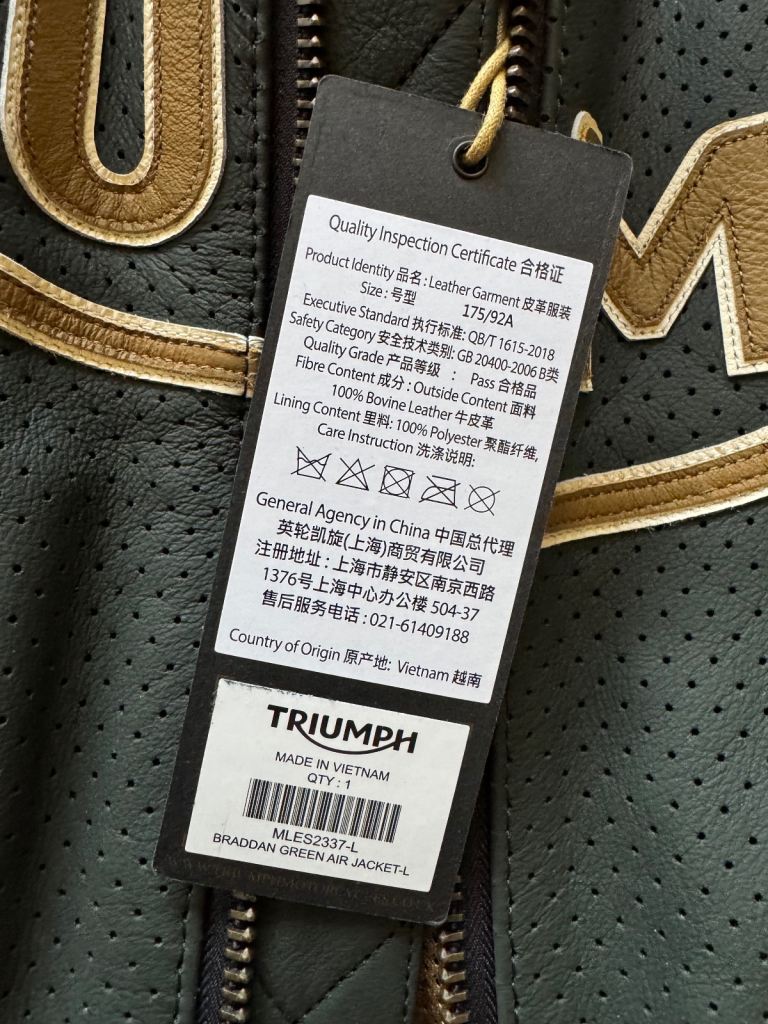 U
M
Quality Inspection Certificate 合格证
Product Identity 品名 : Leather Garment 皮革服装
Size : 号型 175/92A
Executive Standard 执行标准: QB/T 1615-2018
Safety Category 安全技术类别: GB 20400-2006 B类
Quality Grade 产品等级 : Pass 合格品
Fibre Content 成分 : Outside Content 面料
100% Bovine Leather 牛皮革
Lining Content 里料: 100% Polyester 聚酯纤维,
Care Instruction 洗涤说明:
General Agency in China 中国总代理
英轮凯旋(上海)商贸有限公司
注册地址 : 上海市静安区南京西路
1376号上海中心办公楼 504-37
售后服务电话 : 021-61409188
Country of Origin 原产地: Vietnam 越南
TRIUMPH
MADE IN VIETNAM
QTY : 1
MLES2337-L
BRADDAN GREEN AIR JACKET-L